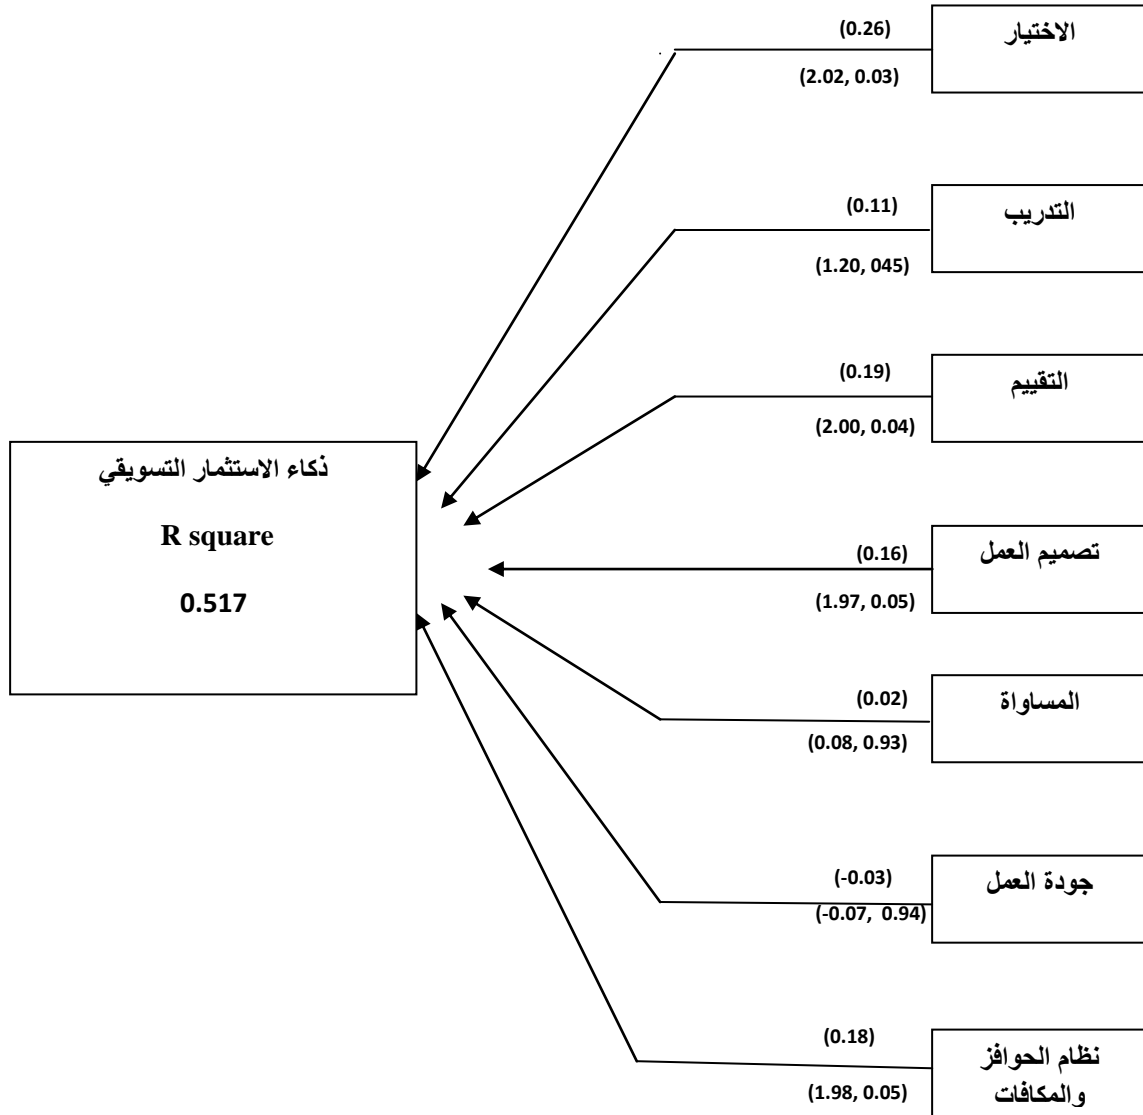 (0.26)
الاختيار
(2.02, 0.03)
(0.11)
التدريب
(1.20, 045)
(0.19)
التقييم
(2.00, 0.04)
ذكاء الاستثمار التسويقي
R square
0.517
(0.16)
تصميم العمل
(1.97, 0.05)
(0.02)
المساواة
(0.08, 0.93)
(-0.03)
جودة العمل
(-0.07, 0.94)
(0.18)
نظام الحوافز
والمكافات
(1.98, 0.05)